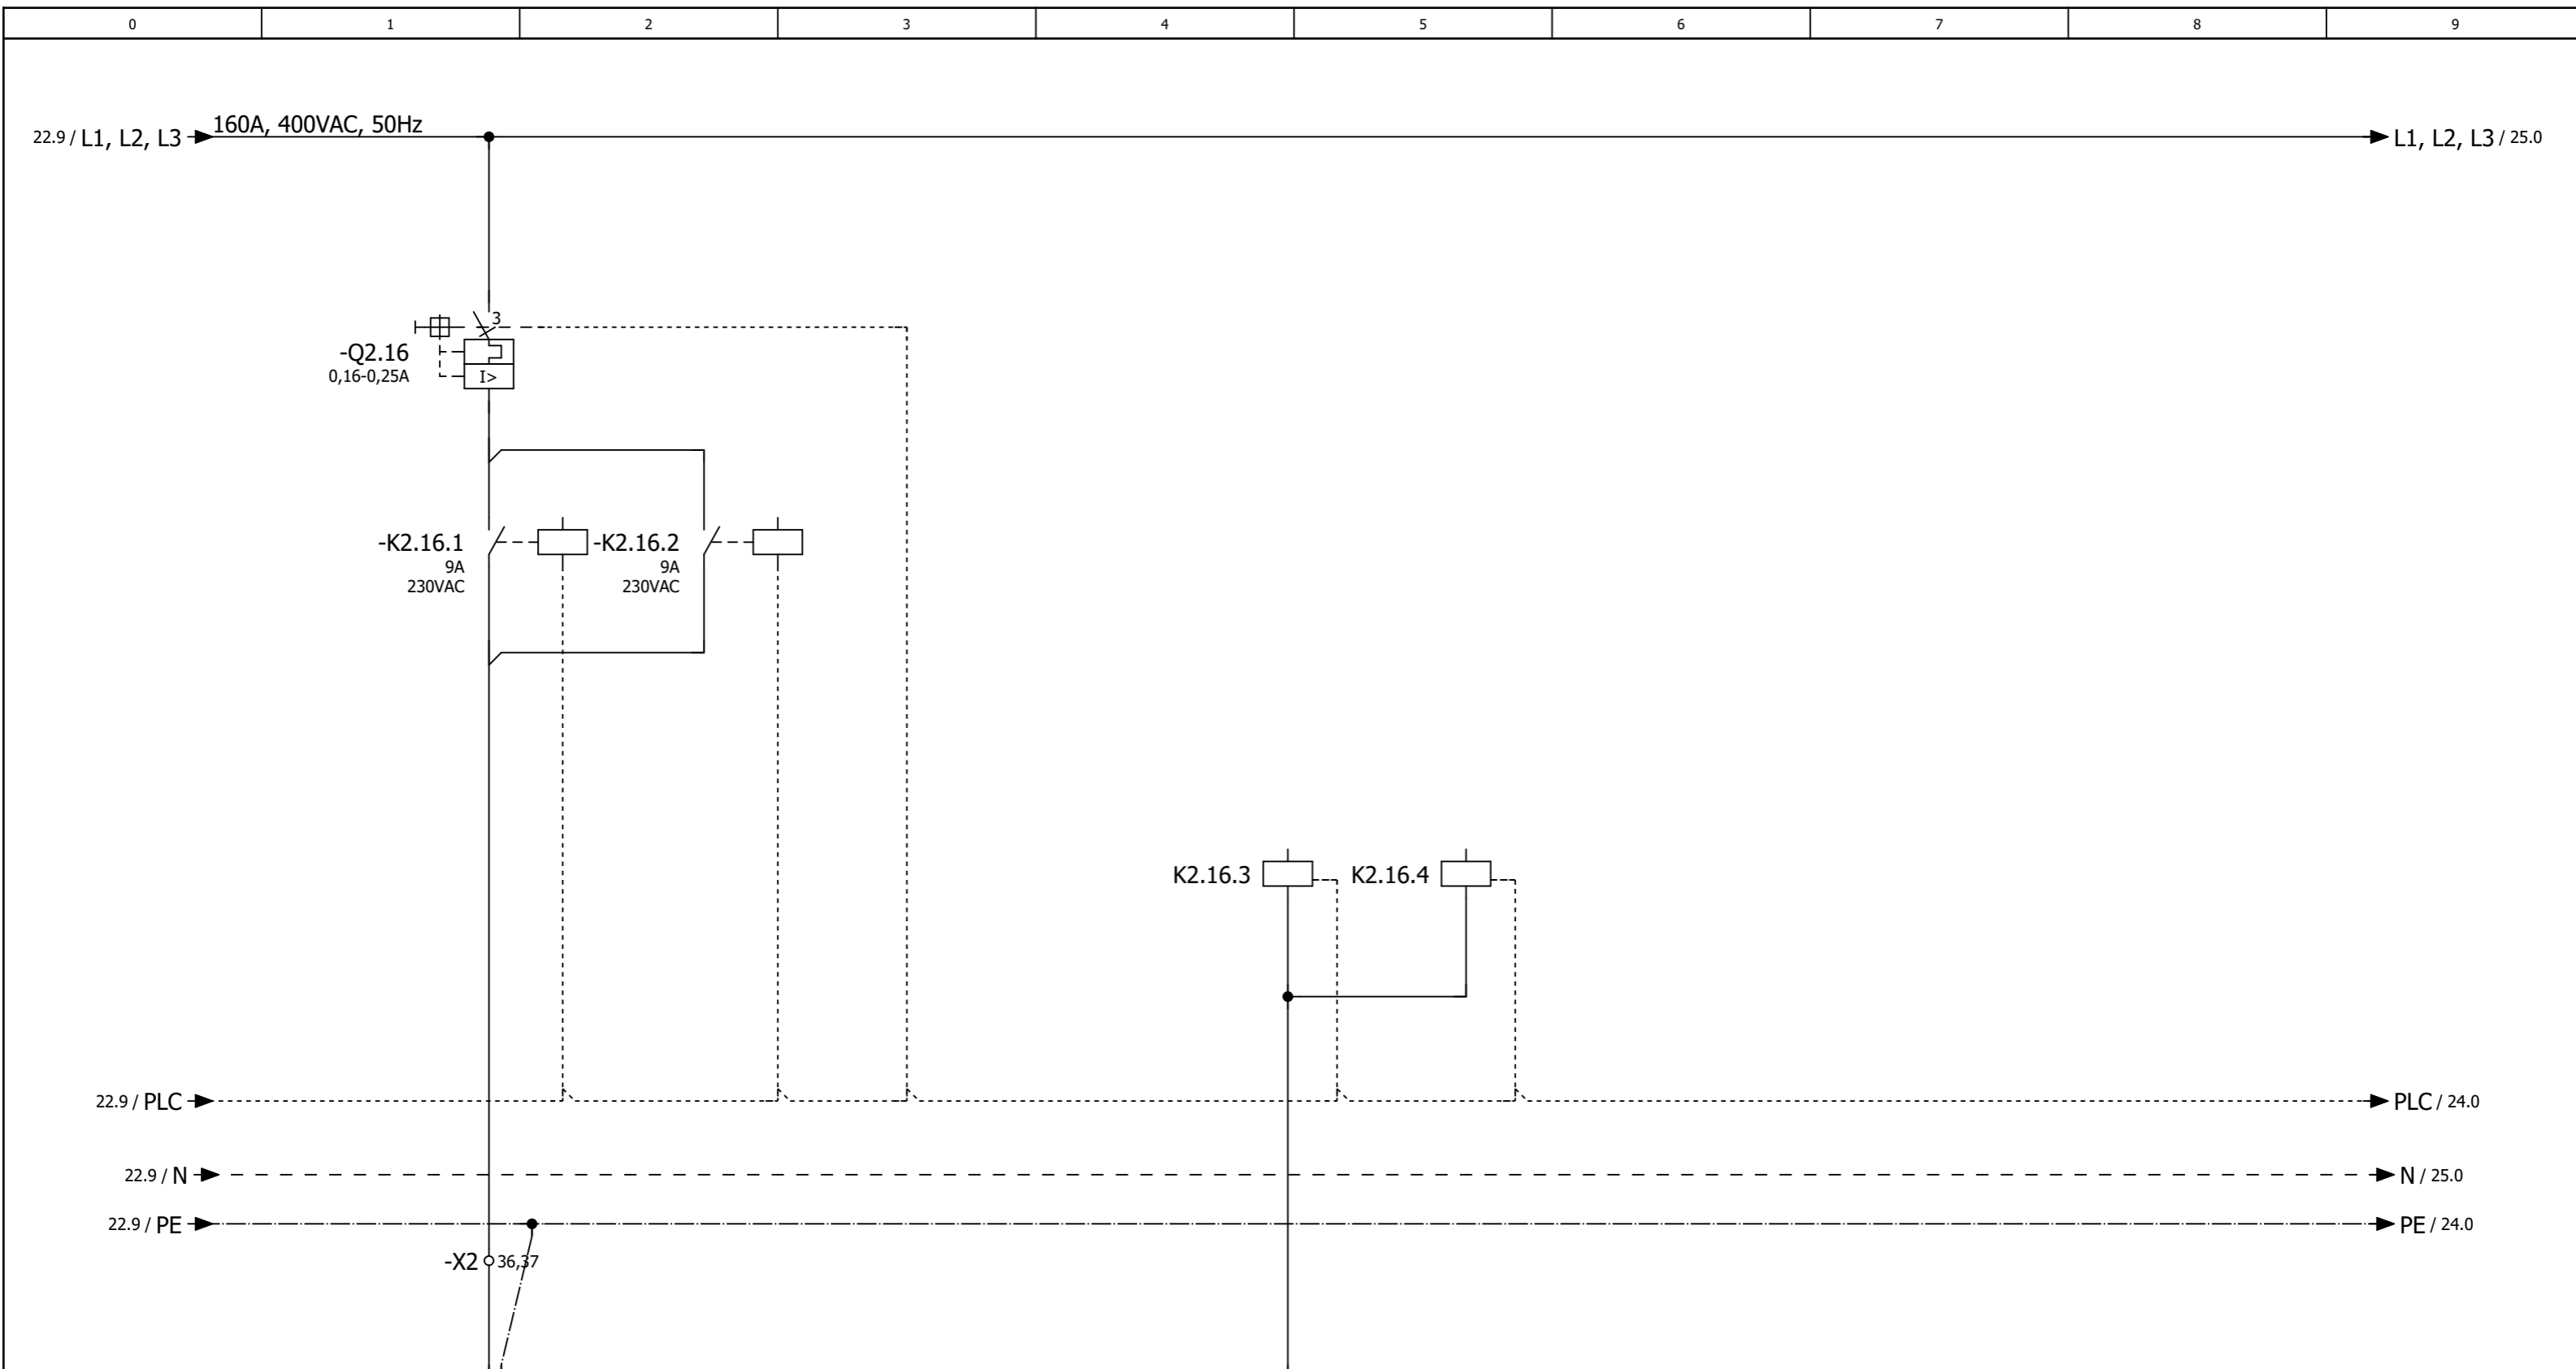 0 1 2 3 4 5 6 7 8 9
160A, 400VAC, 50Hz
22.9 / L1, L2, L3
L1, L2, L3 / 25.0
3
-Q2.16
0,16-0,25A
I>
-K2.16.1
9A
230VAC
-K2.16.2
9A
230VAC
K2.16.3
K2.16.4
22.9 / PLC
PLC / 24.0
22.9 / N
N / 25.0
22.9 / PE
PE / 24.0
-X2 36,37